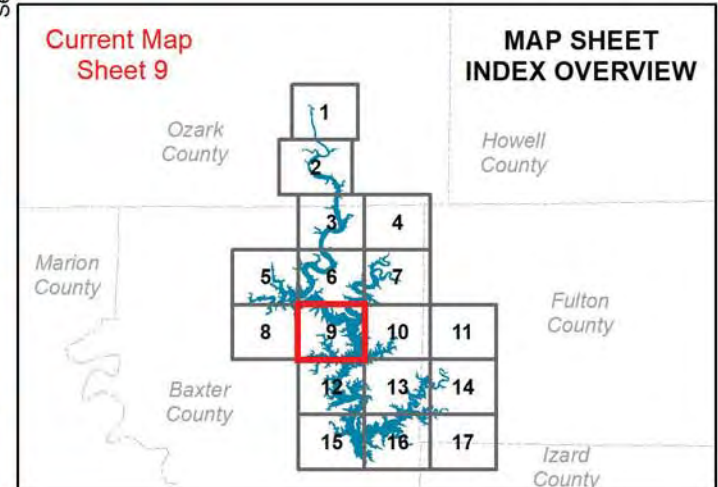 Current Map
Sheet 9
MAP SHEET
INDEX OVERVIEW
Ozark
County
Howell
County
1
2
3
4
Marion
County
5
6
7
Fulton
County
8
9
10
11
Baxter
County
12
13
14
15
16
17
Izard
County